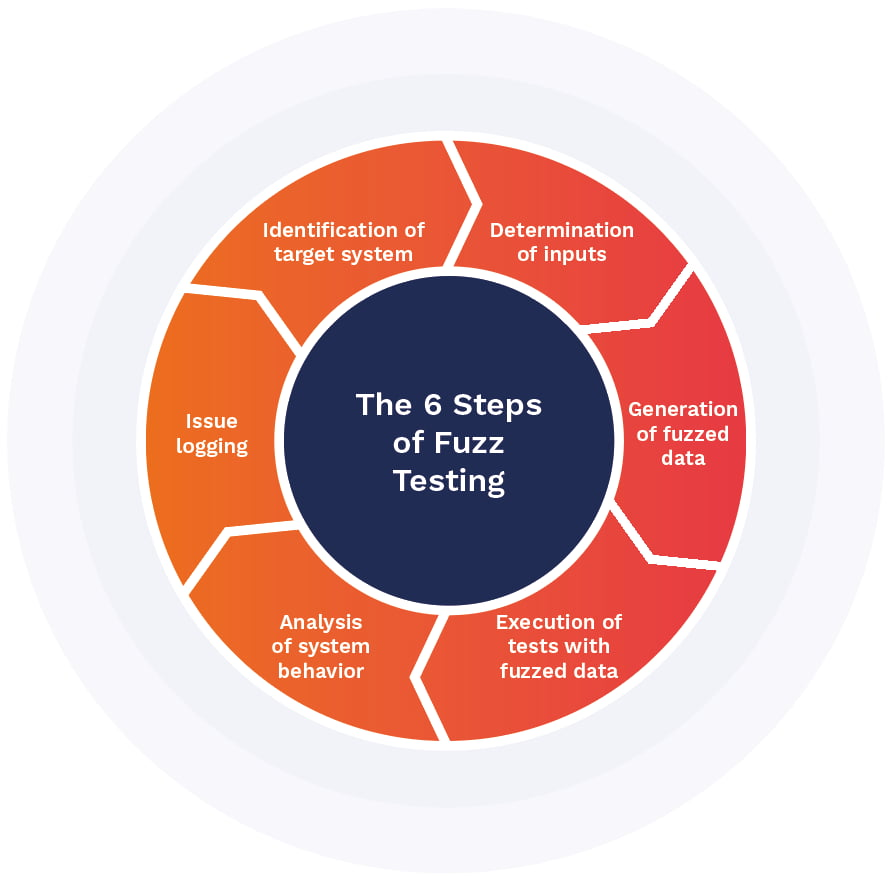 The 6 Steps
of Fuzz
Testing
Identification of
target system
Determination
of inputs
Generation
of fuzzed
data
Execution of
tests with
fuzzed data
Analysis
of system
behavior
Issue
logging